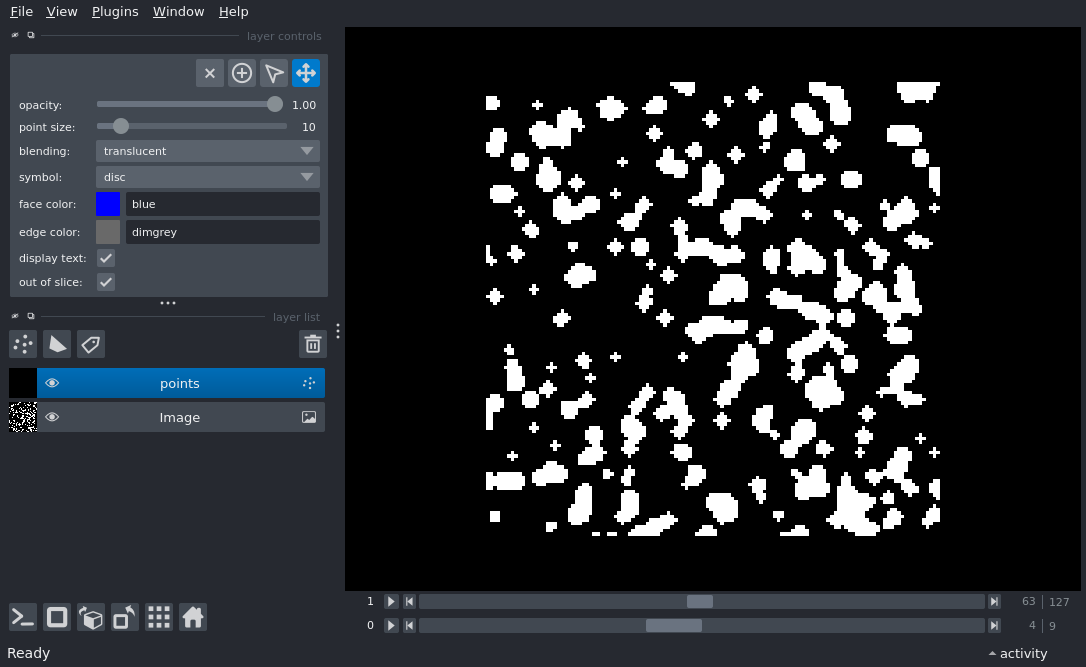 File View Plugins Window Help
layer controls
opacity: 1.00
point size: 10
blending: translucent
symbol: disc
face color: blue
edge color: dimgrey
display text:
out of slice:
layer list
points
Image
1 63 127
0 4 9
Ready activity